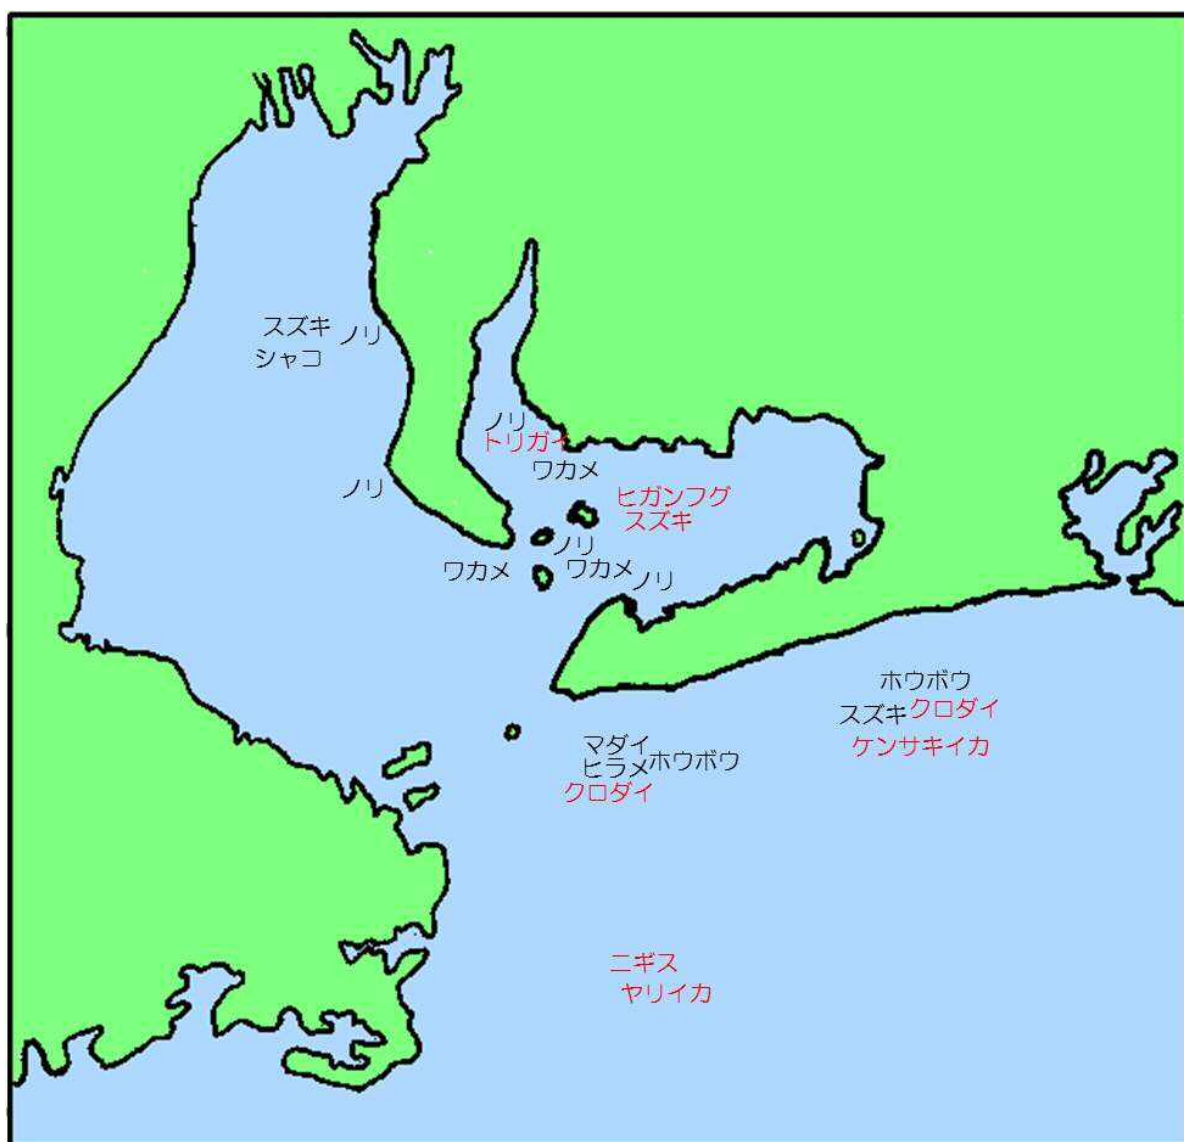 スズキ ノリ
シャコ
ノリ
トリガイ
ワカメ
ノリ
ヒガンフグ
スズキ
ノリ
ワカメ
ワカメ
ノリ
ホウボウ
スズキ クロダイ
ケンサキイカ
マダイ
ヒラメ ホウボウ
クロダイ
ニギス
ヤリイカ